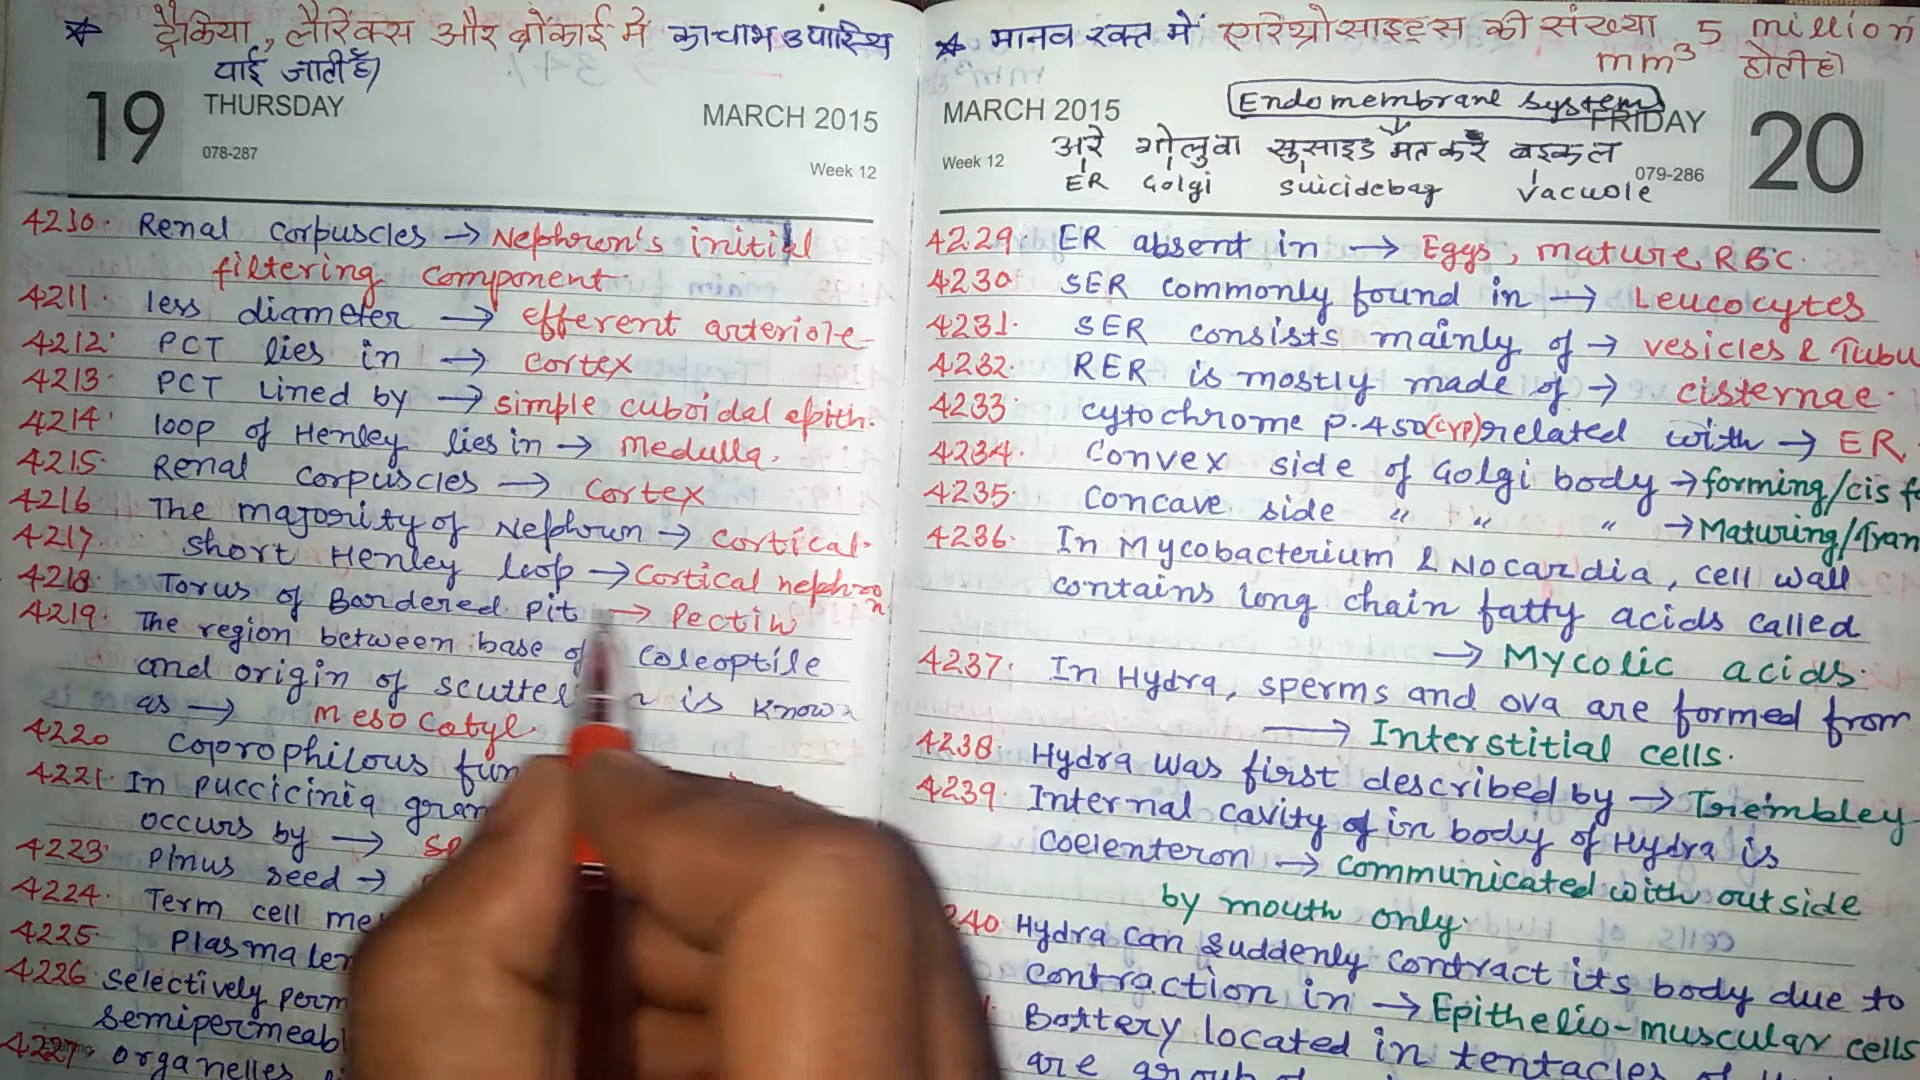 * ट्रैकिया, लैरिंक्स और ब्रोंकाई में काचाभ उपास्थि
पाई जाती है।
19 THURSDAY
MARCH 2015
078-287
Week 12
4210. Renal corpuscles → Nephron's initial
filtering component.
4211. less diameter → efferent arteriole-
4212. PCT lies in → cortex
4213. PCT Lined by → simple cuboidal epith.
4214. loop of Henley lies in → Medulla.
4215. Renal corpuscles → cortex
4216 The majority of Nephron → cortical.
4217. short Henley loop → Cortical nephron
4218. Torus of Bordered pit → Pectin
4219. The region between base of Coleoptile
and origin of is known
as → Mesocotyl.
4220 Coprophilous
4221. In
occurs by →
4223. Pinus seed →
4224. Term cell
4225. Plasma
4226. selectively
4227. organelles
* मानव रक्त में एरिथ्रोसाइट्स की संख्या 5 million
mm³ होती है
MARCH 2015
Endomembrane System
FRIDAY 20
Week 12
अरे गोलुवा सुसाइड मत करे बइकल
079-286
ER Golgi suicidebag vacuole
4229. ER absent in → Eggs, mature RBC.
4230. SER commonly found in → Leucocytes
4231. SER consists mainly of → vesicles & Tubu
4232. RER is mostly made of → cisternae.
4233. cytochrome P.450(CYP) related with → ER.
4234. Convex side of Golgi body → forming/cis
4235. Concave side " " " → Maturing/Tran
4236. In Mycobacterium & Nocardia, cell wall
contains long chain fatty acids called
→ Mycolic acids.
4237. In Hydra, sperms and ova are formed from
→ Interstitial cells.
4238. Hydra was first described by → Trembley
4239. Internal cavity of in body of Hydra is
coelenteron → communicated with outside
by mouth only.
240 Hydra can suddenly contract its body due to
contraction in → Epithelio-muscular cells
Battery located in tentacles of
are